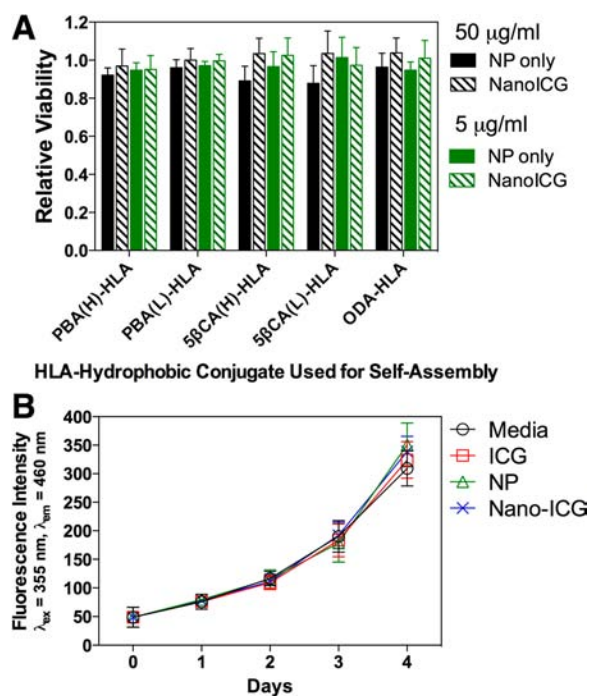 A
50 μg/ml
NP only
NanoICG
5 μg/ml
NP only
NanoICG
Relative Viability
1.2
1.0
0.8
0.6
0.4
0.2
0.0
PBA(H)-HLA
PBA(L)-HLA
5βCA(H)-HLA
5βCA(L)-HLA
ODA-HLA
HLA-Hydrophobic Conjugate Used for Self-Assembly
B
Fluorescence Intensity
λex = 355 nm, λem = 460 nm
400
350
300
250
200
150
100
50
0
0 1 2 3 4
Days
Media
ICG
NP
Nano-ICG